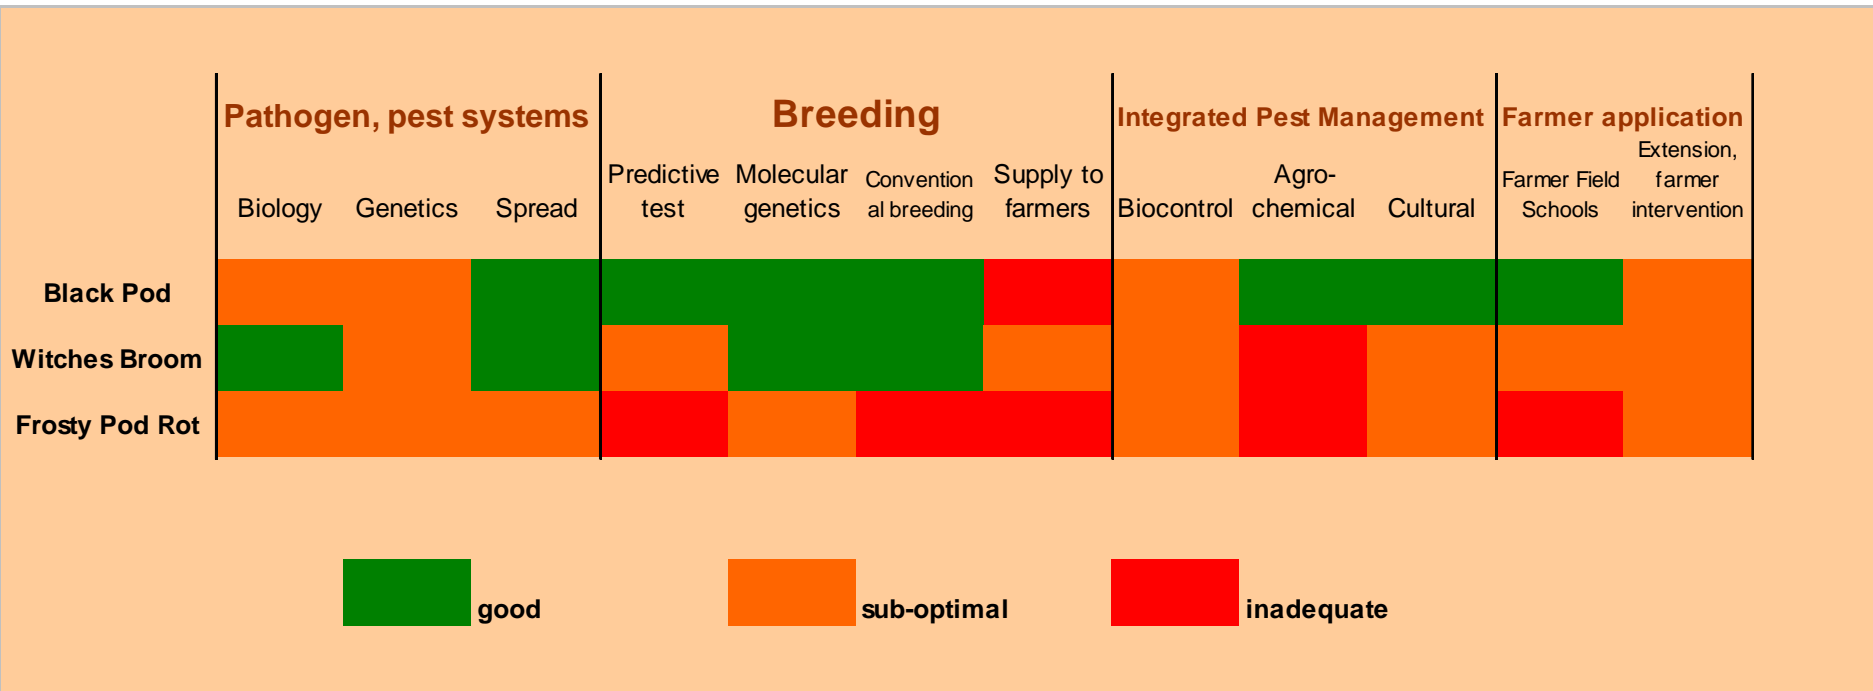 Pathogen, pest systems
Breeding
Integrated Pest Management
Farmer application
Biology
Genetics
Spread
Predictive
test
Molecular
genetics
Convention
al breeding
Supply to
farmers
Biocontrol
Agro-
chemical
Cultural
Farmer Field
Schools
Extension,
farmer
intervention
Black Pod
Witches Broom
Frosty Pod Rot
good
sub-optimal
inadequate